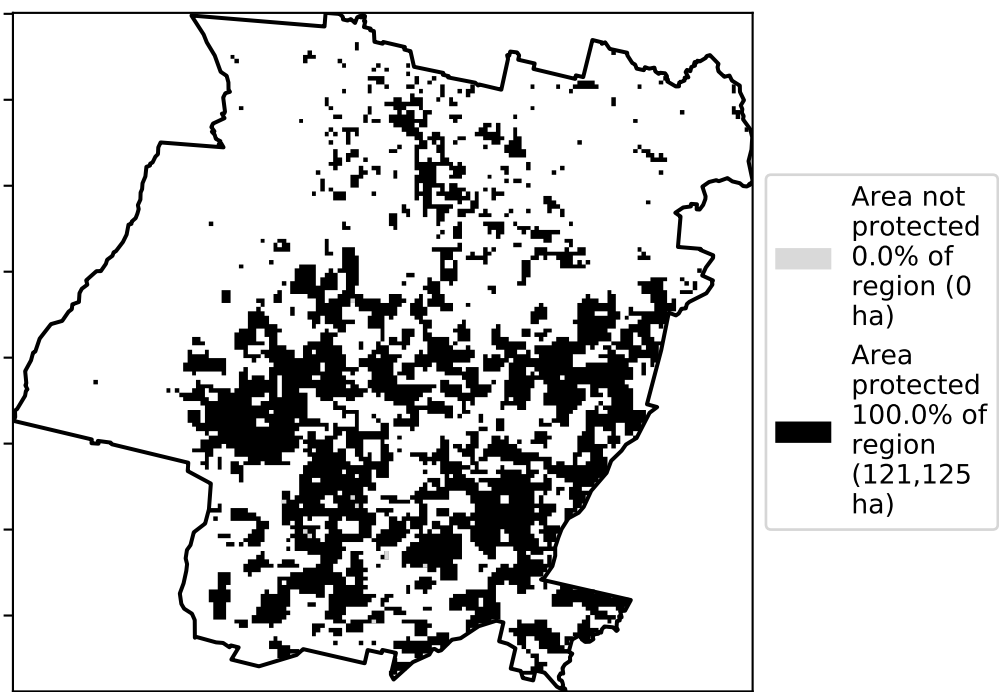 Area not
protected
0.0% of
region (0
ha)
Area
protected
100.0% of
region
(121,125
ha)